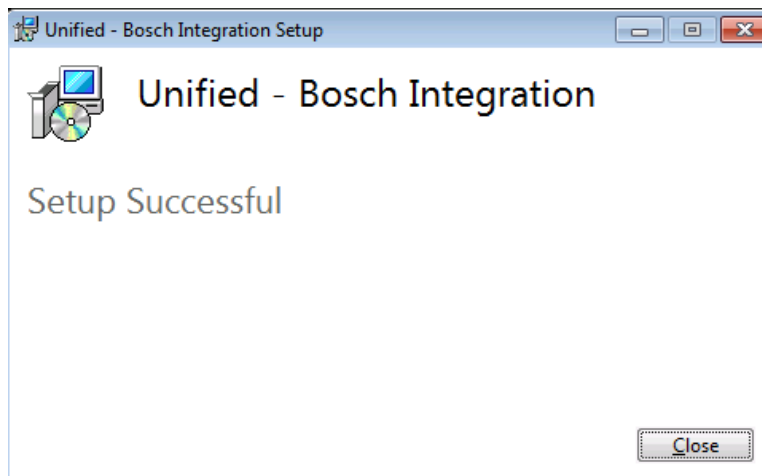 Unified - Bosch Integration Setup
Unified - Bosch Integration
Setup Successful
Close